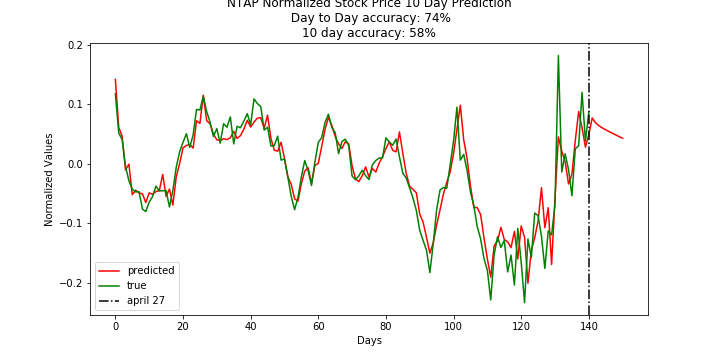 NTAP Normalized Stock Price 10 Day Prediction
Day to Day accuracy: 74%
10 day accuracy: 58%
0.2
0.1
0.0
−0.1
−0.2
Normalized Values
predicted
true
april 27
0 20 40 60 80 100 120 140
Days